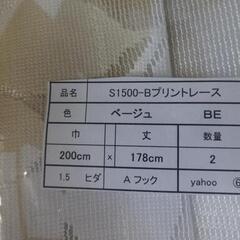 品名 S1500-Bプリントレース
色 ベージュ BE
巾 丈 数量
200cm × 178cm 2
1.5 ヒダ Aフック yahoo ⑥